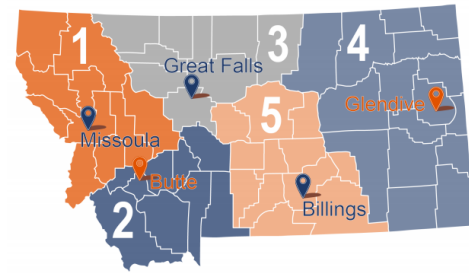 1
3
4
Great Falls
Glendive
5
Missoula
Butte
2
Billings